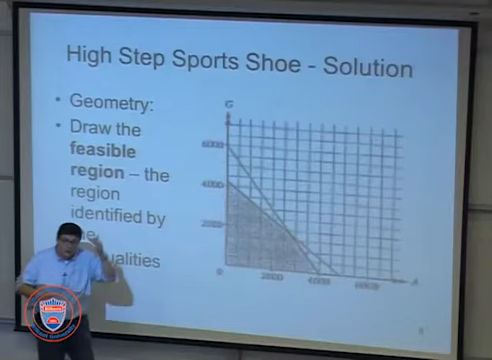 High Step Sports Shoe - Solution
• Geometry:
• Draw the
feasible
region – the
region
identified by
G
6000
4000
2000
0
2000
4000
6000
A